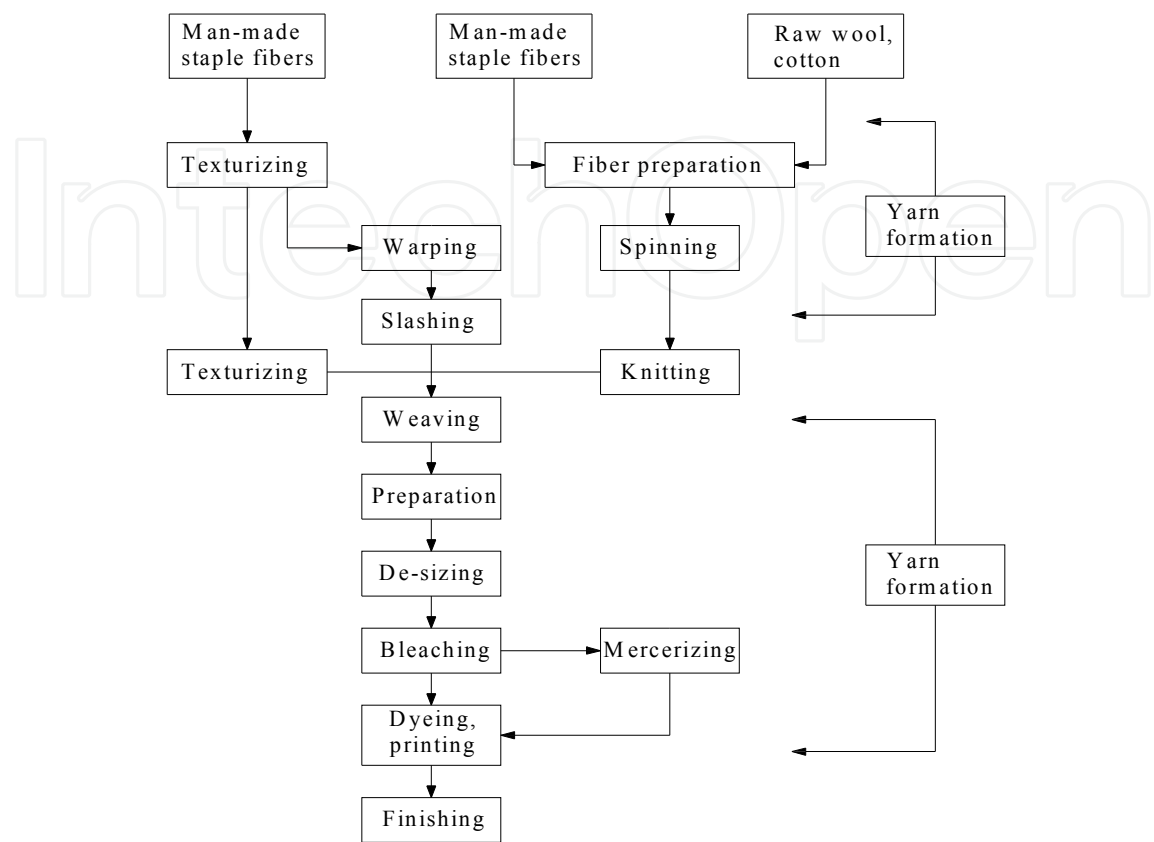 Man-made
staple fibers
Man-made
staple fibers
Raw wool,
cotton
IntechOpen
Texturizing
Fiber preparation
Yarn
formation
Warping
Spinning
Slashing
Texturizing
Knitting
Weaving
Preparation
De-sizing
Yarn
formation
Bleaching
Mercerizing
Dyeing,
printing
Finishing